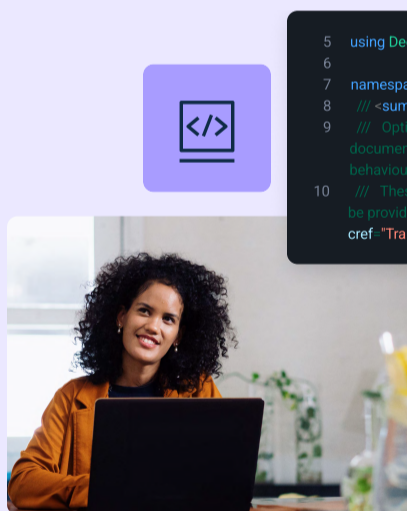 </>
5 using De
6
7 namespa
8 /// <sum
9 /// Opti
documen
behaviou
10 /// Thes
be provid
cref="Tra